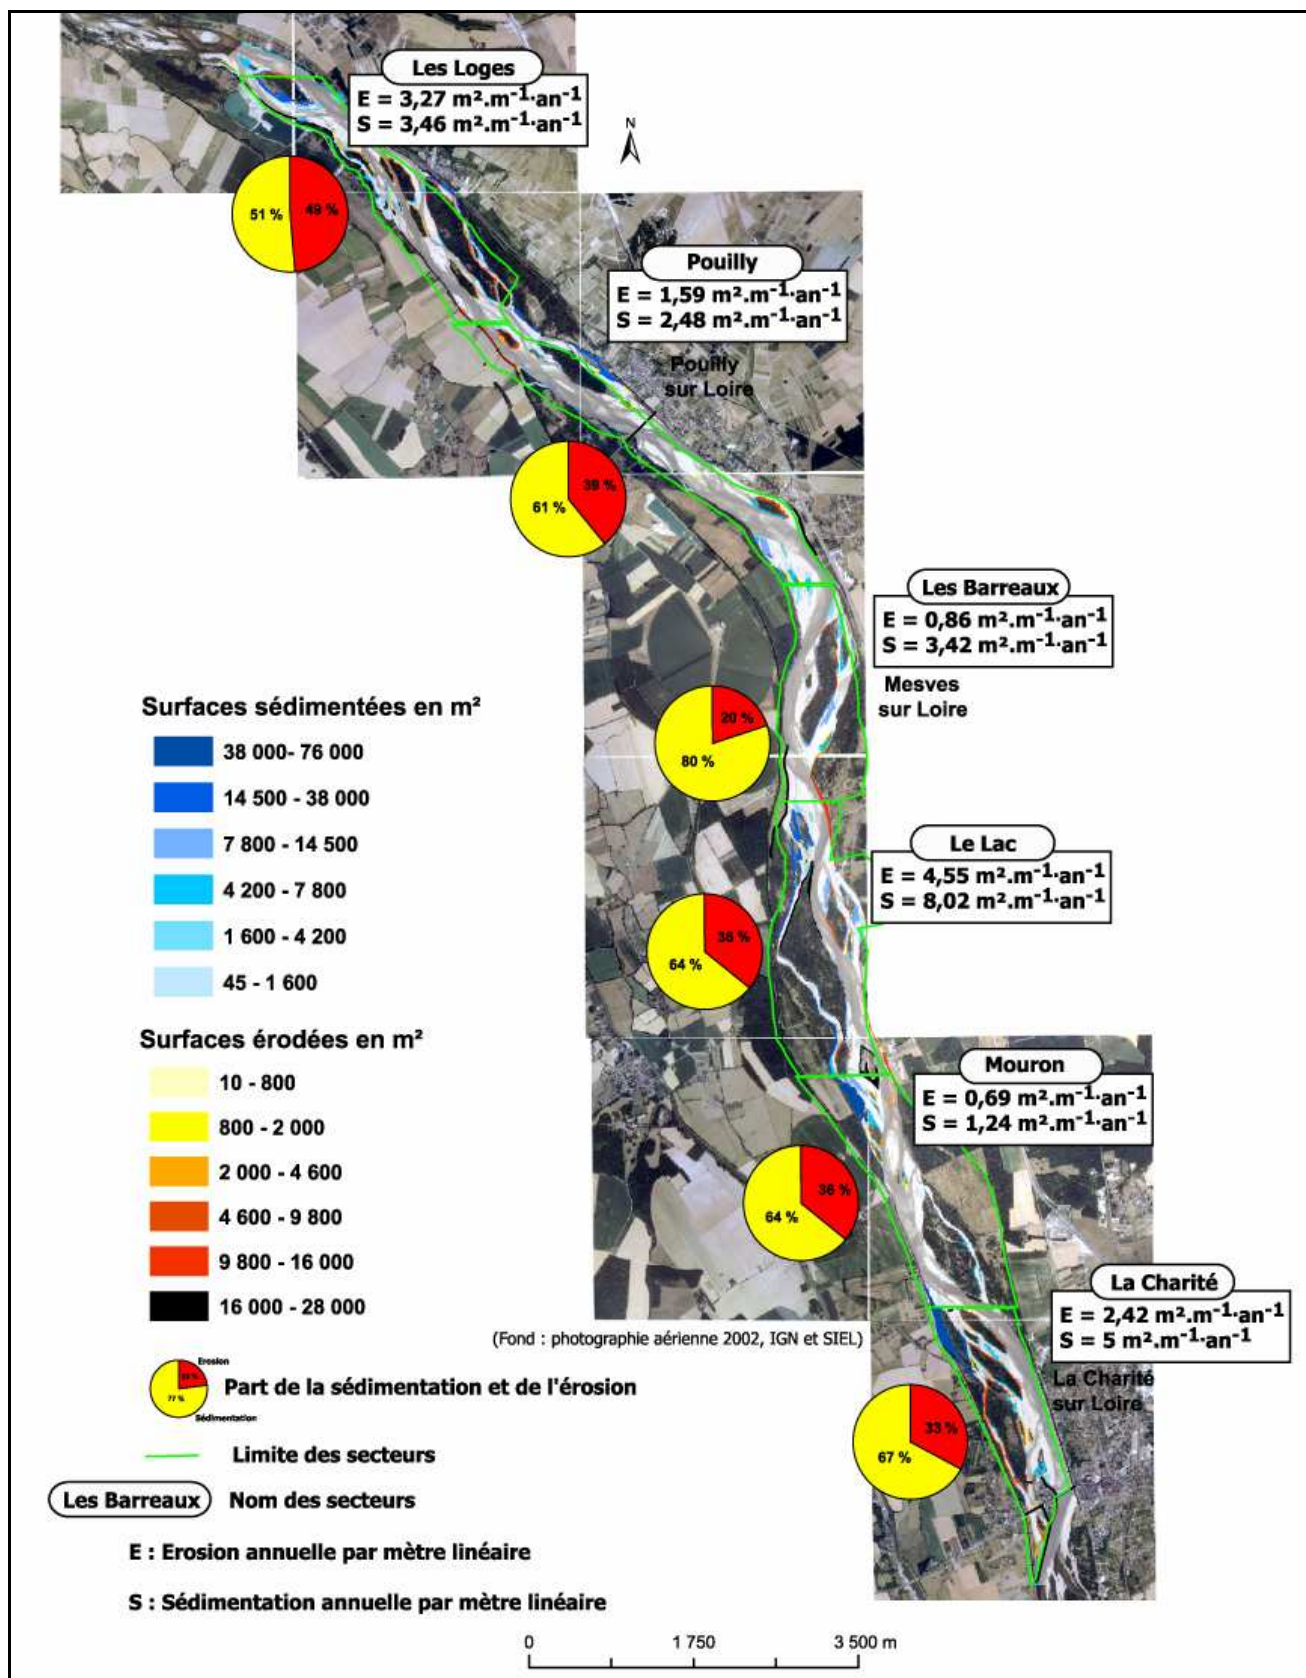 Les Loges
E = 3,27 m².m⁻¹·an⁻¹
S = 3,46 m².m⁻¹·an⁻¹
N
51 %
49 %
Pouilly
E = 1,59 m².m⁻¹·an⁻¹
S = 2,48 m².m⁻¹·an⁻¹
Pouilly
sur Loire
39 %
61 %
Les Barreaux
E = 0,86 m².m⁻¹·an⁻¹
S = 3,42 m².m⁻¹·an⁻¹
Mesves
sur Loire
20 %
80 %
Le Lac
E = 4,55 m².m⁻¹·an⁻¹
S = 8,02 m².m⁻¹·an⁻¹
36 %
64 %
Mouron
E = 0,69 m².m⁻¹·an⁻¹
S = 1,24 m².m⁻¹·an⁻¹
36 %
64 %
La Charité
E = 2,42 m².m⁻¹·an⁻¹
S = 5 m².m⁻¹·an⁻¹
La Charité
sur Loire
33 %
67 %
Surfaces sédimentées en m²
38 000- 76 000
14 500 - 38 000
7 800 - 14 500
4 200 - 7 800
1 600 - 4 200
45 - 1 600
Surfaces érodées en m²
10 - 800
800 - 2 000
2 000 - 4 600
4 600 - 9 800
9 800 - 16 000
16 000 - 28 000
(Fond : photographie aérienne 2002, IGN et SIEL)
Erosion
77 %
Sédimentation
Part de la sédimentation et de l'érosion
Limite des secteurs
Les Barreaux
Nom des secteurs
E : Erosion annuelle par mètre linéaire
S : Sédimentation annuelle par mètre linéaire
0
1 750
3 500 m